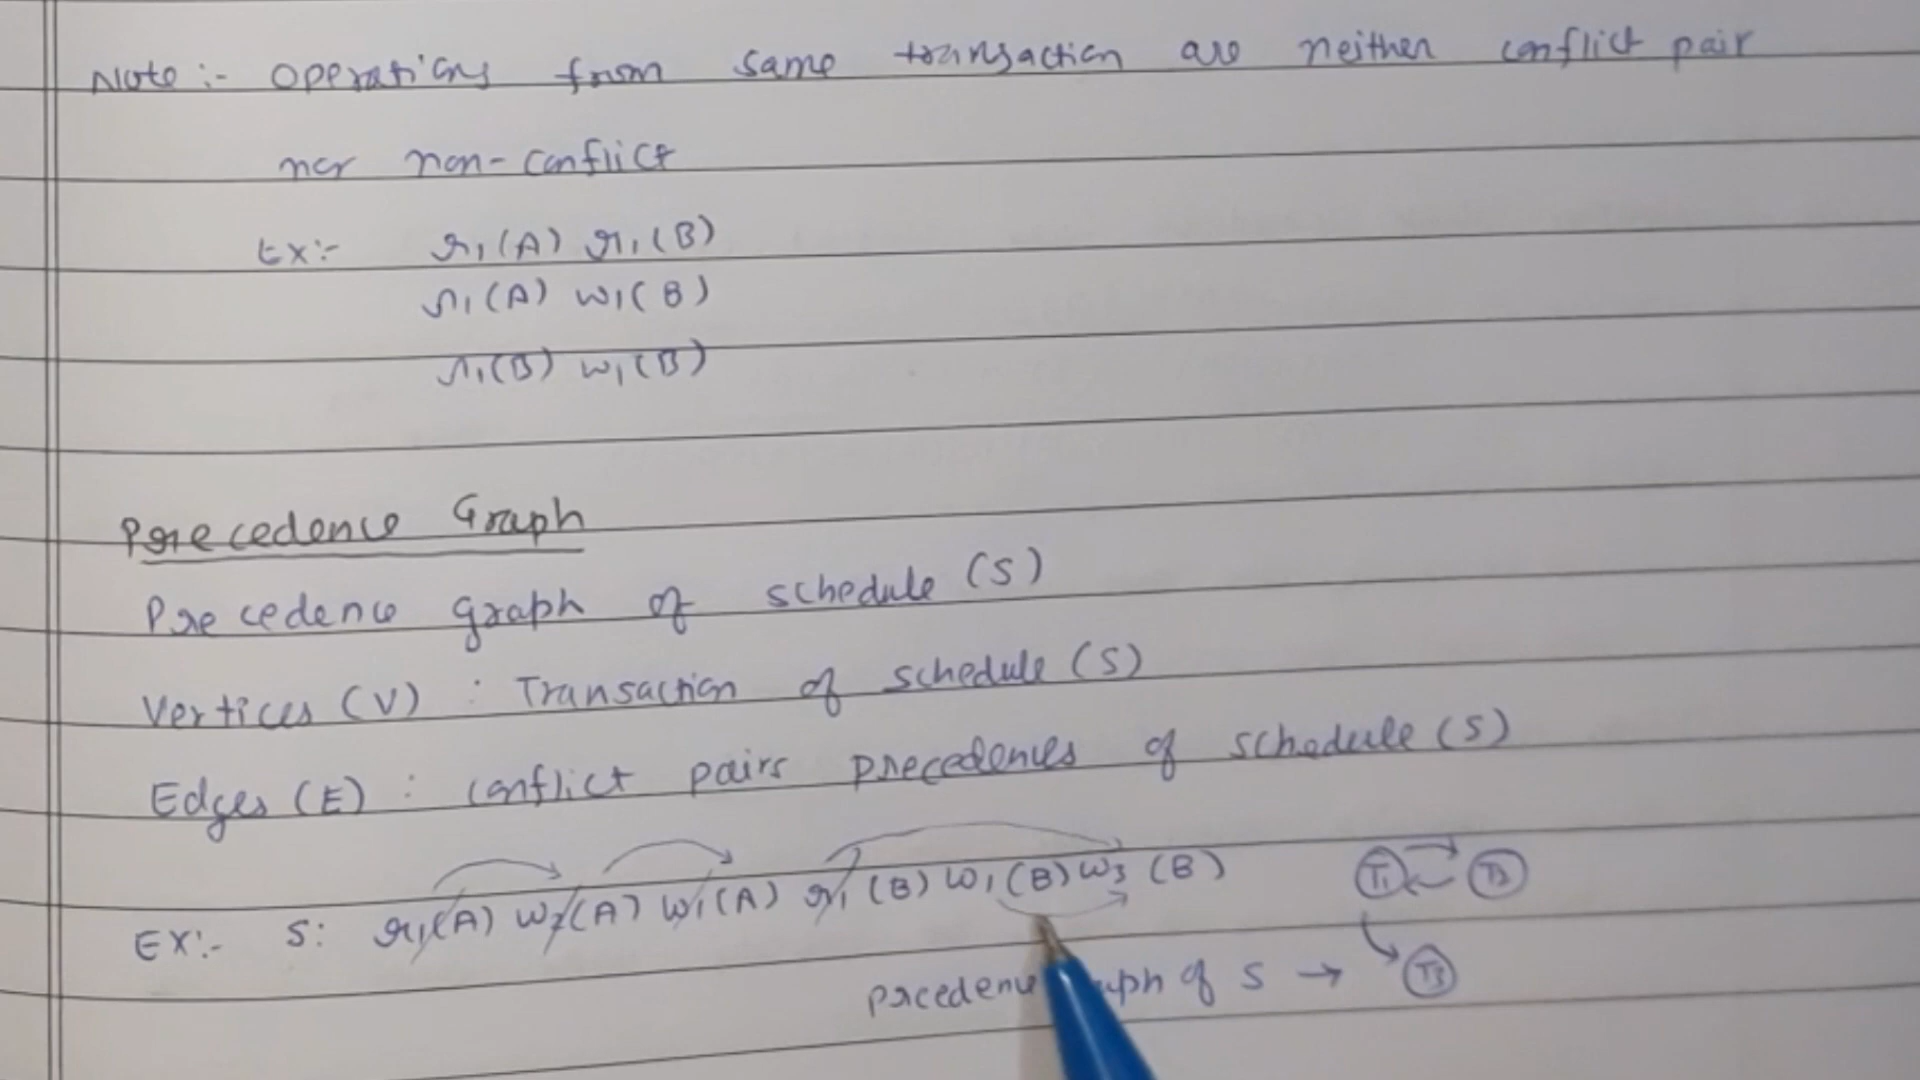 Note :- Operations from same transaction are neither conflict pair
nor non-conflict
Ex:- r₁(A) r₁(B)
r₁(A) w₁(B)
r₁(B) w₁(B)
Precedence Graph
Precedence graph of schedule (S)
Vertices (V) : Transaction of schedule (S)
Edges (E) : conflict pairs precedences of schedule (S)
Ex:- S: r₁(A) w₂(A) w₁(A) r₁(B) w₁(B) w₃(B) T₁ T₂
of S → T₃